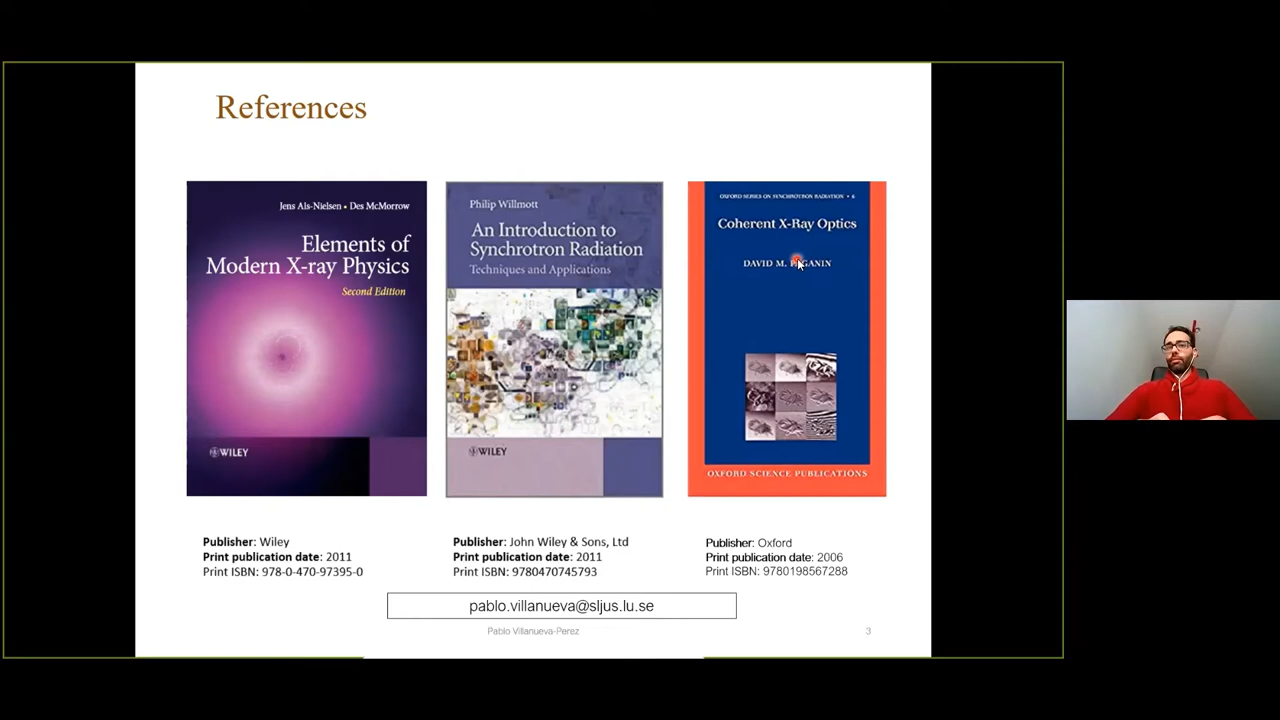 References
Jens Als-Nielsen • Des McMorrow
Elements of
Modern X-ray Physics
Second Edition
WILEY
Philip Willmott
An Introduction to
Synchrotron Radiation
Techniques and Applications
WILEY
OXFORD SERIES ON SYNCHROTRON RADIATION • 6
Coherent X-Ray Optics
DAVID M. PAGANIN
OXFORD SCIENCE PUBLICATIONS
Publisher: Wiley
Print publication date: 2011
Print ISBN: 978-0-470-97395-0
Publisher: John Wiley & Sons, Ltd
Print publication date: 2011
Print ISBN: 9780470745793
Publisher: Oxford
Print publication date: 2006
Print ISBN: 9780198567288
pablo.villanueva@sljus.lu.se
Pablo Villanueva-Perez
3